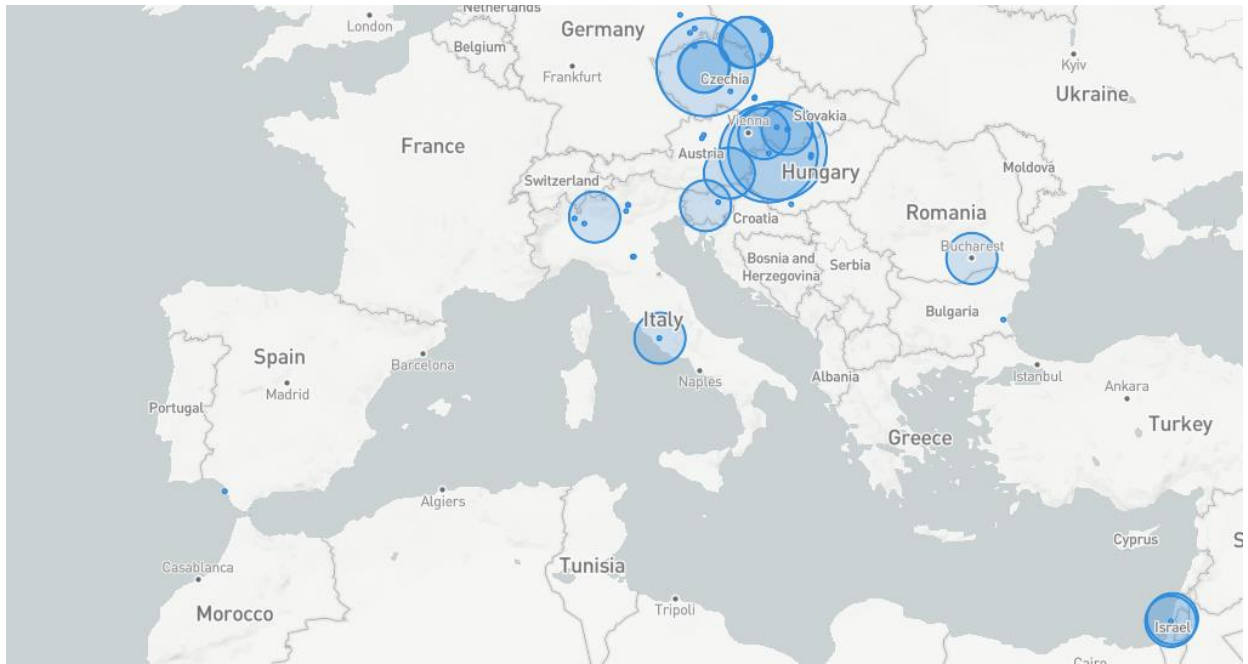 Netherlands
London
Germany
Belgium
Frankfurt
Czechia
Kyiv
Ukraine
Vienna
Slovakia
France
Austria
Hungary
Moldova
Switzerland
Croatia
Romania
Bucharest
Bosnia and
Herzegovina
Serbia
Bulgaria
Italy
Spain
Barcelona
Madrid
Naples
Albania
Istanbul
Ankara
Portugal
Turkey
Greece
Algiers
Cyprus
S
Tunisia
Casablanca
Morocco
Tripoli
Israel
Cairo